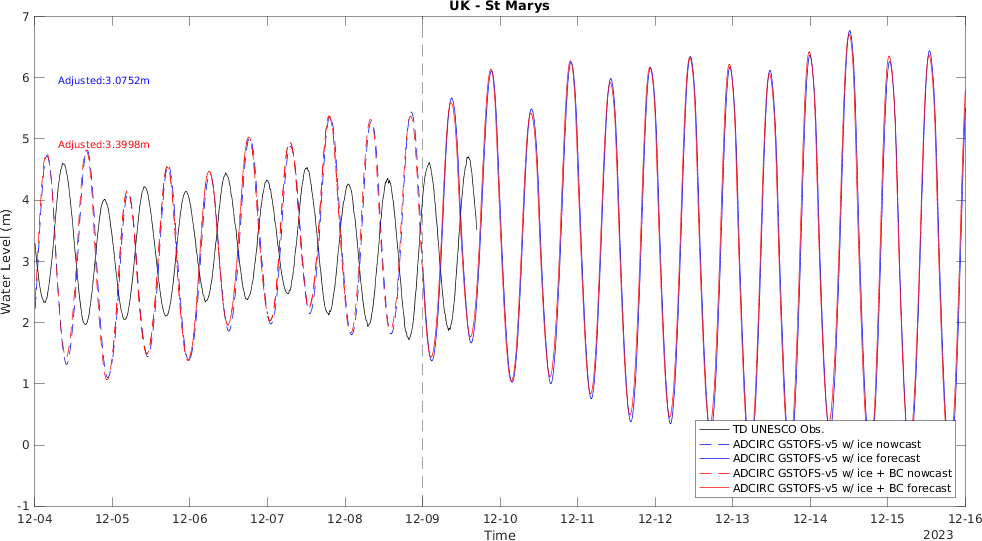 UK - St Marys
7
6
5
4
3
2
1
0
-1
Water Level (m)
Adjusted:3.0752m
Adjusted:3.3998m
TD UNESCO Obs.
ADCIRC GSTOFS-v5 w/ ice nowcast
ADCIRC GSTOFS-v5 w/ ice forecast
ADCIRC GSTOFS-v5 w/ ice + BC nowcast
ADCIRC GSTOFS-v5 w/ ice + BC forecast
12-04 12-05 12-06 12-07 12-08 12-09 12-10 12-11 12-12 12-13 12-14 12-15 12-16
Time
2023